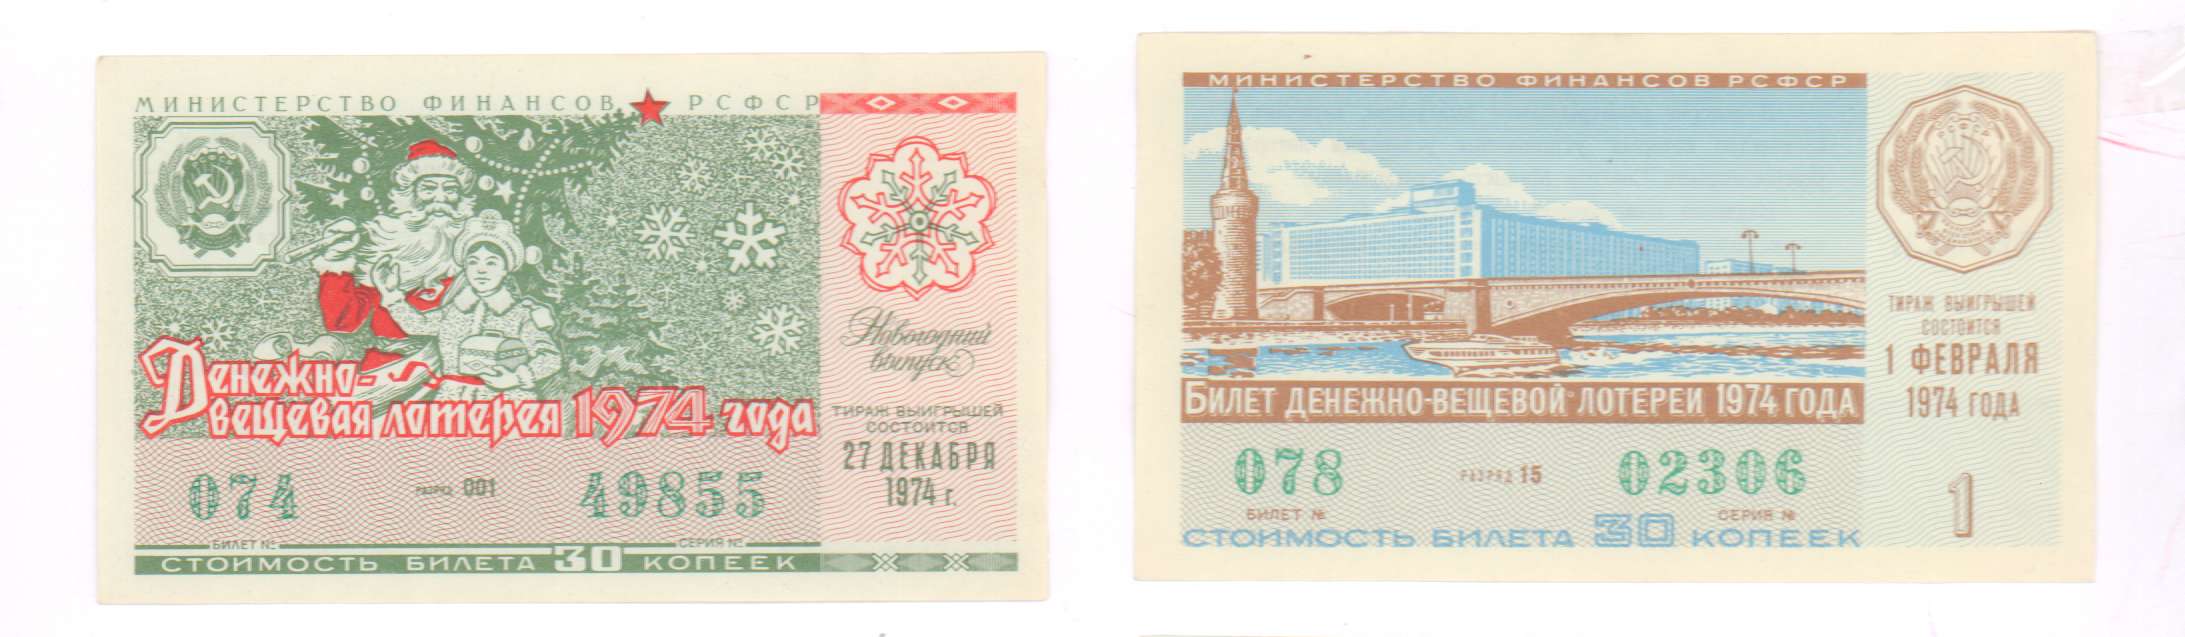 МИНИСТЕРСТВО ФИНАНСОВ РСФСР
РСФСР
Денежно-
вещевая лотерея 1974 года
074 РАЗРЯД 001 49855
БИЛЕТ № СЕРИЯ №
СТОИМОСТЬ БИЛЕТА 30 КОПЕЕК
Новогодний
выпуск
ТИРАЖ ВЫИГРЫШЕЙ
СОСТОИТСЯ
27 ДЕКАБРЯ
1974 г.
МИНИСТЕРСТВО ФИНАНСОВ РСФСР
БИЛЕТ ДЕНЕЖНО-ВЕЩЕВОЙ ЛОТЕРЕИ 1974 ГОДА
078 РАЗРЯД 15 02306
БИЛЕТ № СЕРИЯ №
СТОИМОСТЬ БИЛЕТА 30 КОПЕЕК
РСФСР
ТИРАЖ ВЫИГРЫШЕЙ
СОСТОИТСЯ
1 ФЕВРАЛЯ
1974 ГОДА
1